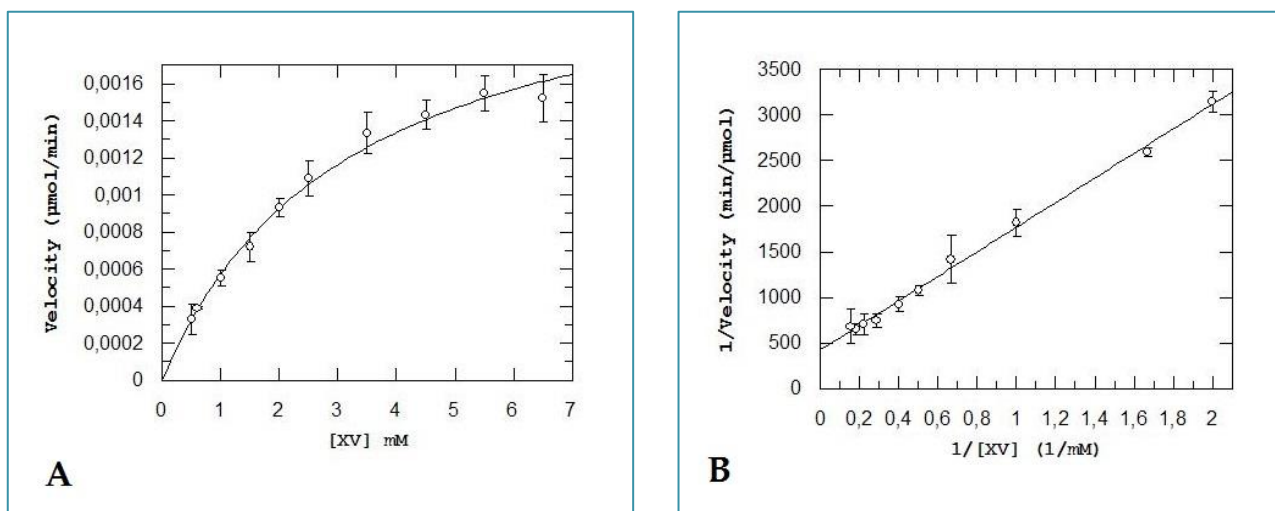 Velocity (µmol/min)
0,0016
0,0014
0,0012
0,001
0,0008
0,0006
0,0004
0,0002
0
0 1 2 3 4 5 6 7
[XV] mM
A
1/Velocity (min/µmol)
3500
3000
2500
2000
1500
1000
500
0
0 0,2 0,4 0,6 0,8 1 1,2 1,4 1,6 1,8 2
1/[XV] (1/mM)
B